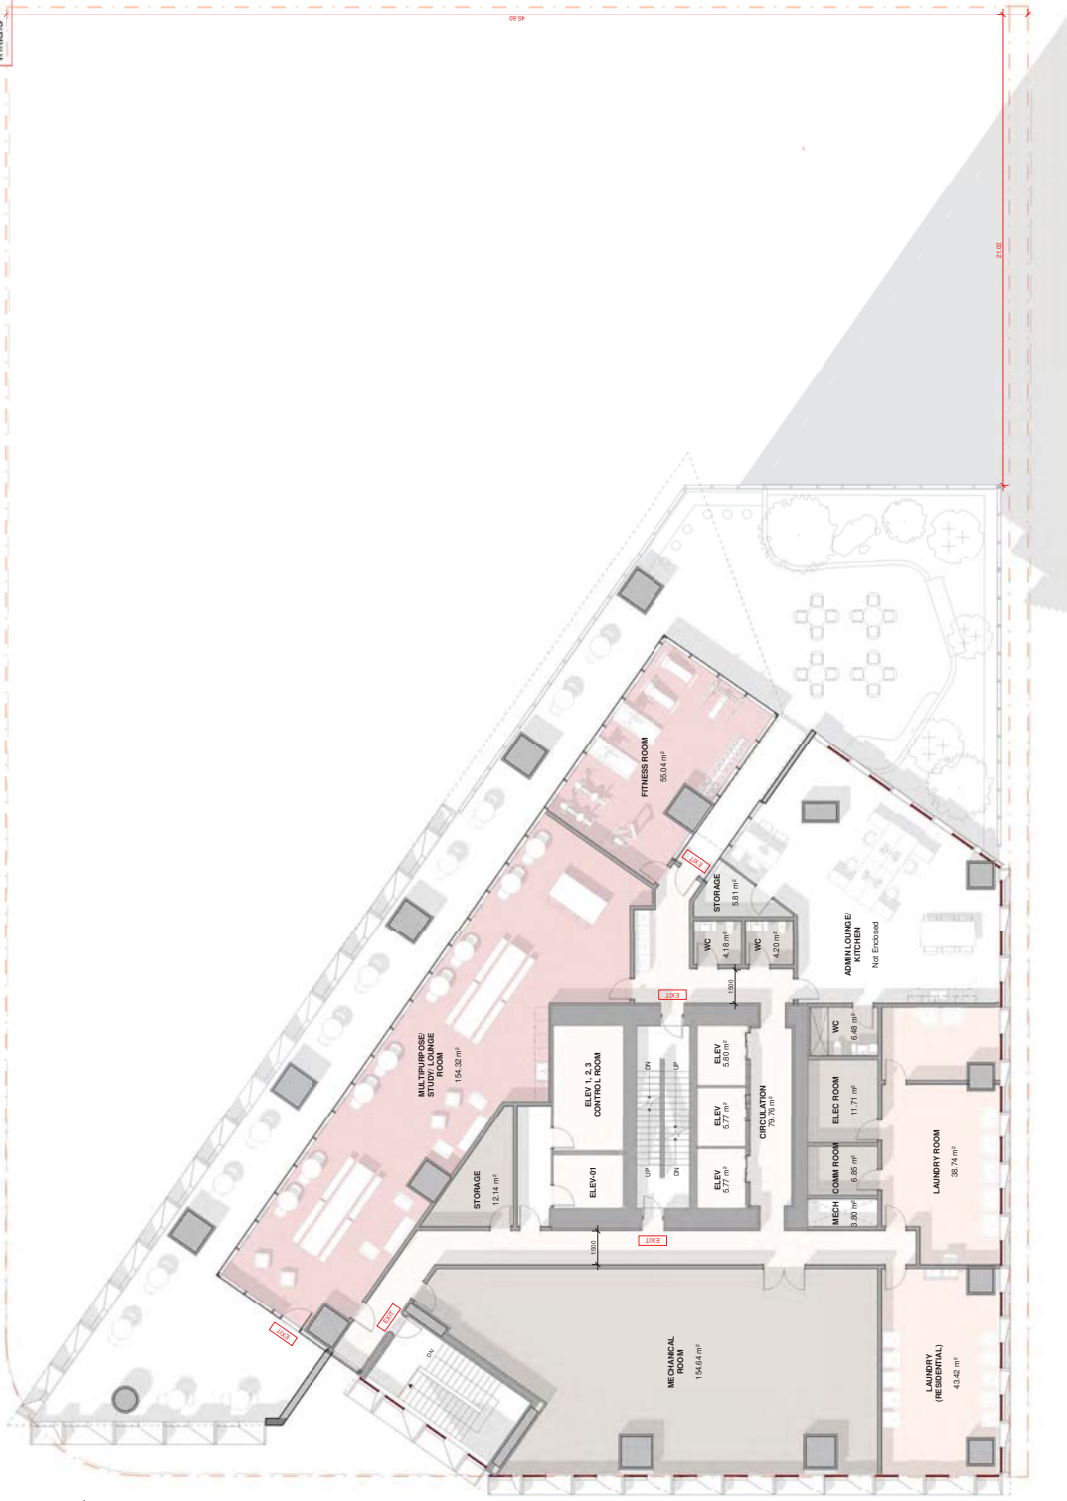 45.60
21.02
FITNESS ROOM
55.04 m²
EXIT
STORAGE
5.81 m²
WC
4.18 m²
WC
4.20 m²
ADMIN LOUNGE/
KITCHEN
Not Enclosed
1500
EXIT
MULTIPURPOSE/
STUDY/ LOUNGE
ROOM
154.32 m²
ELEV 1, 2, 3
CONTROL ROOM
ELEV-01
DN
UP
UP
DN
ELEV
5.80 m²
ELEV
5.77 m²
ELEV
5.77 m²
CIRCULATION
79.76 m²
WC
6.48 m²
ELEC ROOM
11.71 m²
COMM ROOM
6.85 m²
MECH
3.80 m²
LAUNDRY ROOM
38.74 m²
STORAGE
12.14 m²
EXIT
1500
EXIT
EXIT
DN
MECHANICAL
ROOM
154.64 m²
LAUNDRY
(RESIDENTIAL)
43.42 m²